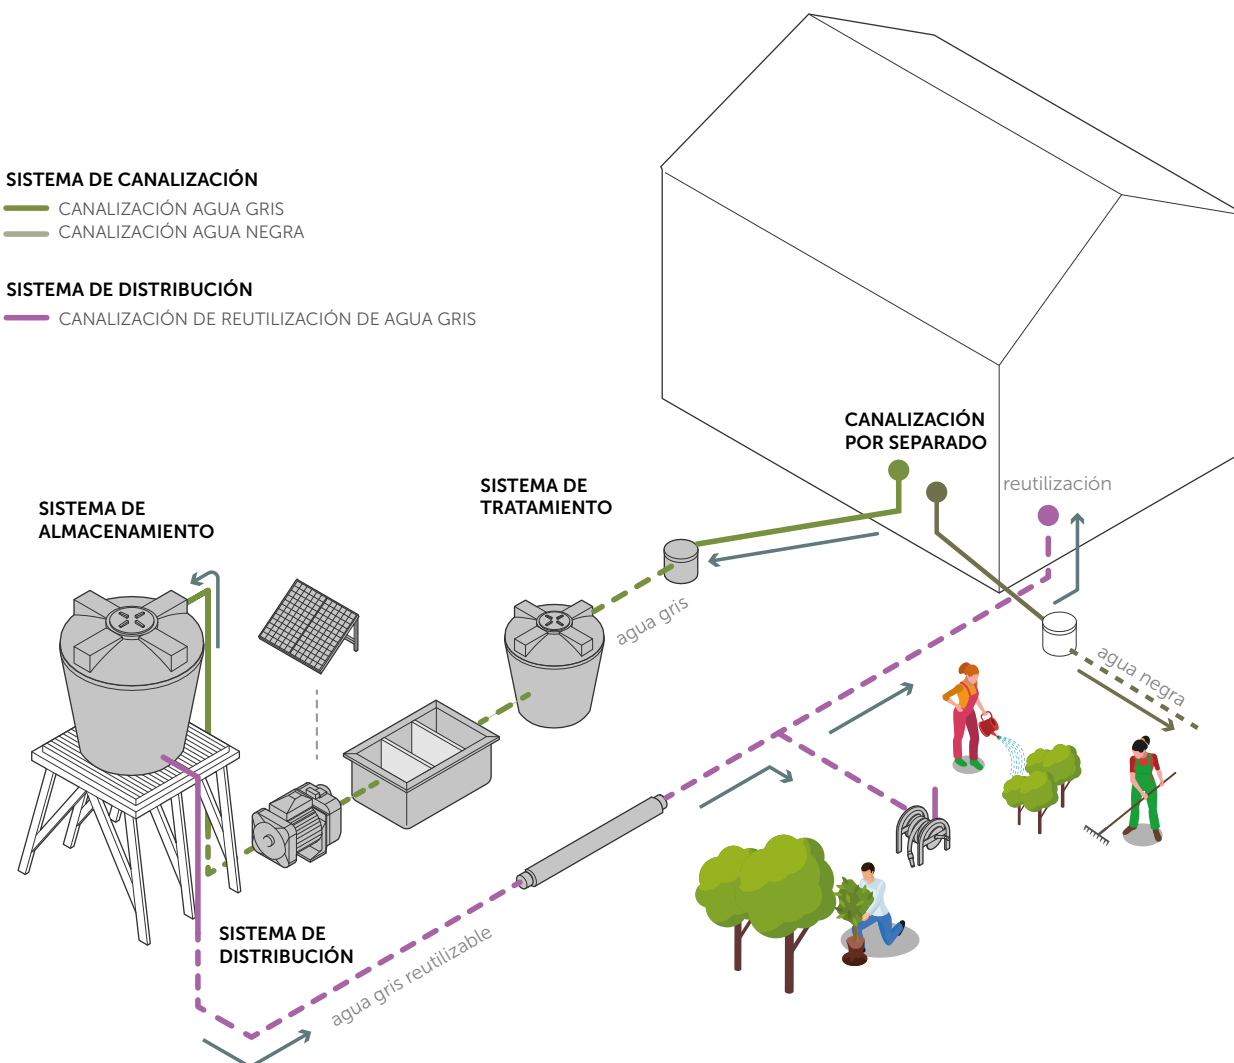 SISTEMA DE CANALIZACIÓN
CANALIZACIÓN AGUA GRIS
CANALIZACIÓN AGUA NEGRA
SISTEMA DE DISTRIBUCIÓN
CANALIZACIÓN DE REUTILIZACIÓN DE AGUA GRIS
CANALIZACIÓN
POR SEPARADO
reutilización
SISTEMA DE
TRATAMIENTO
SISTEMA DE
ALMACENAMIENTO
agua gris
agua negra
SISTEMA DE
DISTRIBUCIÓN
agua gris reutilizable